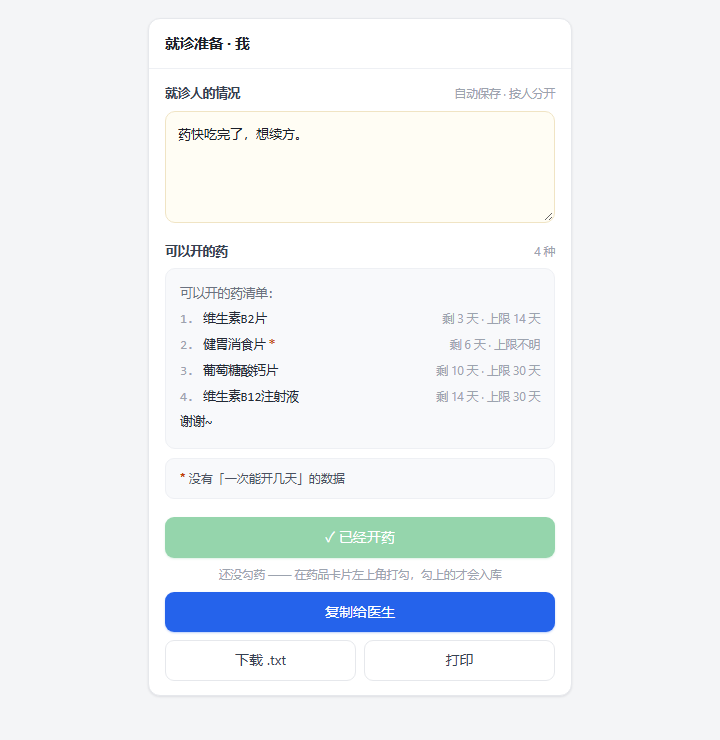 就诊准备 · 我
就诊人的情况 自动保存 · 按人分开
药快吃完了，想续方。
可以开的药 4 种
可以开的药清单：
1. 维生素B2片 剩 3 天 · 上限 14 天
2. 健胃消食片 * 剩 6 天 · 上限不明
3. 葡萄糖酸钙片 剩 10 天 · 上限 30 天
4. 维生素B12注射液 剩 14 天 · 上限 30 天
谢谢~
* 没有「一次能开几天」的数据
✓ 已经开药
还没勾药 —— 在药品卡片左上角打勾，勾上的才会入库
复制给医生
下载 .txt 打印